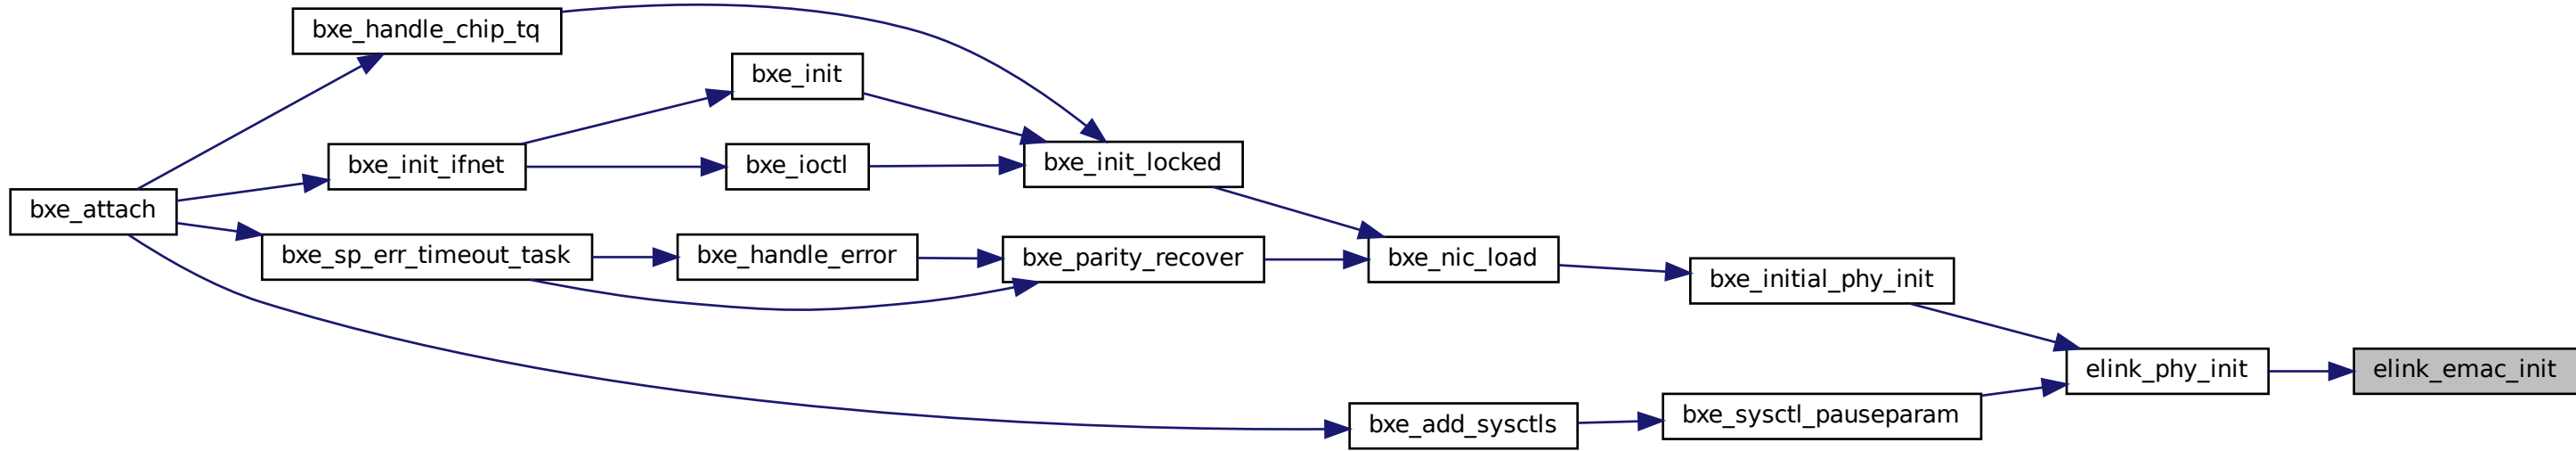 bxe_handle_chip_tq
bxe_init
bxe_init_ifnet
bxe_ioctl
bxe_init_locked
bxe_attach
bxe_sp_err_timeout_task
bxe_handle_error
bxe_parity_recover
bxe_nic_load
bxe_initial_phy_init
elink_phy_init
elink_emac_init
bxe_add_sysctls
bxe_sysctl_pauseparam